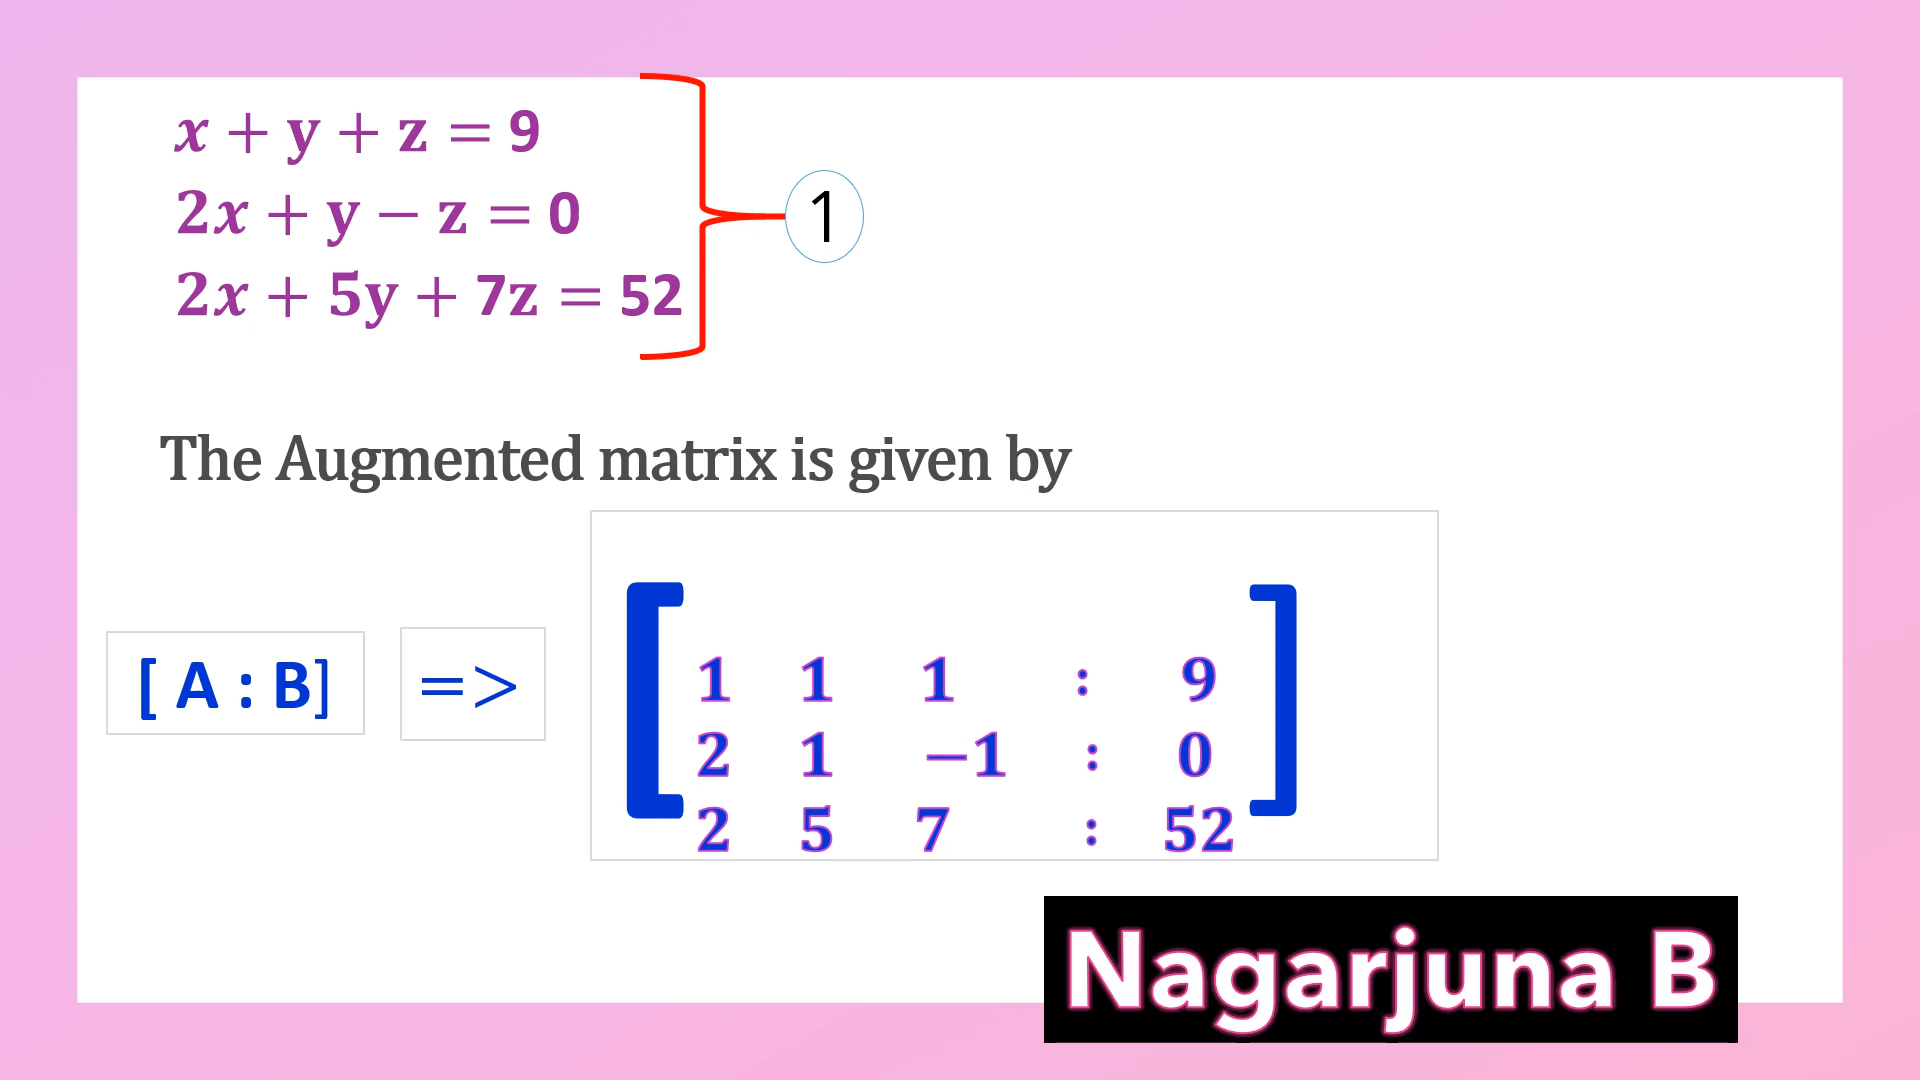 x + y + z = 9
2x + y − z = 0
2x + 5y + 7z = 52
1
The Augmented matrix is given by
[ A : B] => [
1 1 1 : 9
2 1 −1 : 0
2 5 7 : 52
]
Nagarjuna B